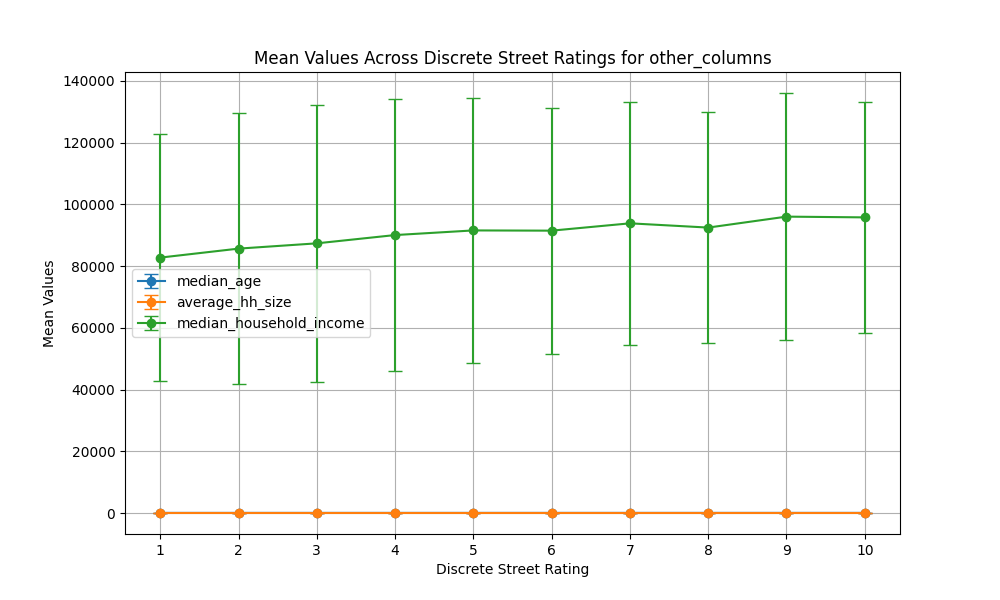 Mean Values Across Discrete Street Ratings for other_columns
140000
120000
100000
80000
60000
40000
20000
0
Mean Values
median_age
average_hh_size
median_household_income
1 2 3 4 5 6 7 8 9 10
Discrete Street Rating